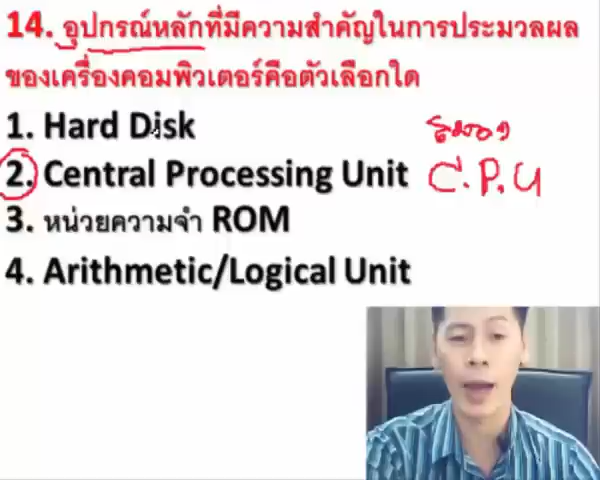 14. อุปกรณ์หลักที่มีความสำคัญในการประมวลผล
ของเครื่องคอมพิวเตอร์คือตัวเลือกใด
1. Hard Disk
สมอง
2. Central Processing Unit C.P.U
3. หน่วยความจำ ROM
4. Arithmetic/Logical Unit